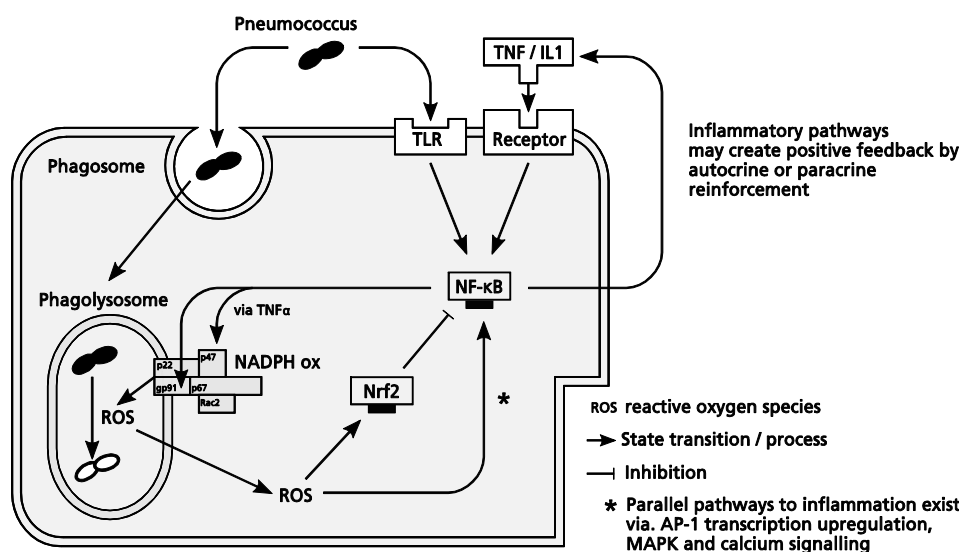 Pneumococcus
TNF / IL1
TLR
Receptor
Phagosome
Inflammatory pathways
may create positive feedback by
autocrine or paracrine
reinforcement
Phagolysosome
NF-κB
via TNFα
p22
p47
NADPH ox
gp91
p67
Rac2
Nrf2
*
ROS
ROS
ROS reactive oxygen species
State transition / process
Inhibition
* Parallel pathways to inflammation exist
via. AP-1 transcription upregulation,
MAPK and calcium signalling